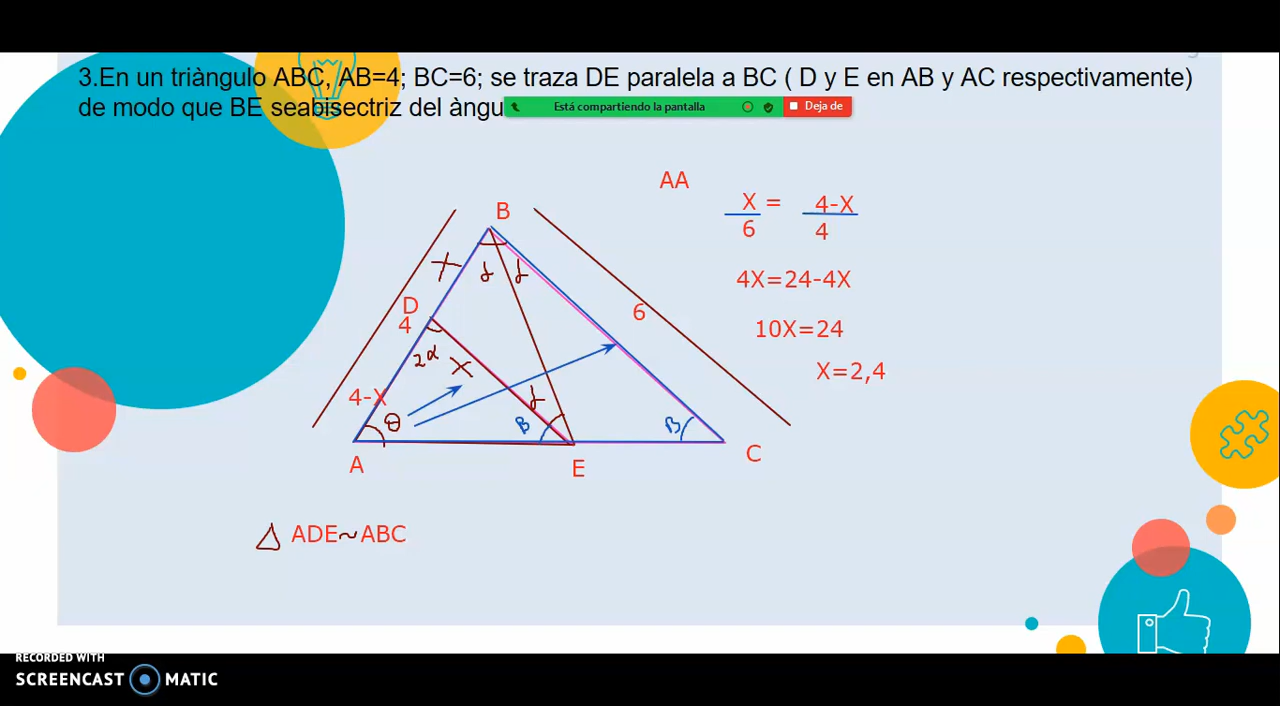 3.En un triàngulo ABC, AB=4; BC=6; se traza DE paralela a BC ( D y E en AB y AC respectivamente)
de modo que BE seabisectriz del àngu
Está compartiendo la pantalla Deja de
AA
X = 4-X
6 4
4X=24-4X
10X=24
X=2,4
B
X
α α
D
4
6
2α X
4-X
θ
α
B
B
A
E
C
△ ADE~ABC
RECORDED WITH
SCREENCAST MATIC